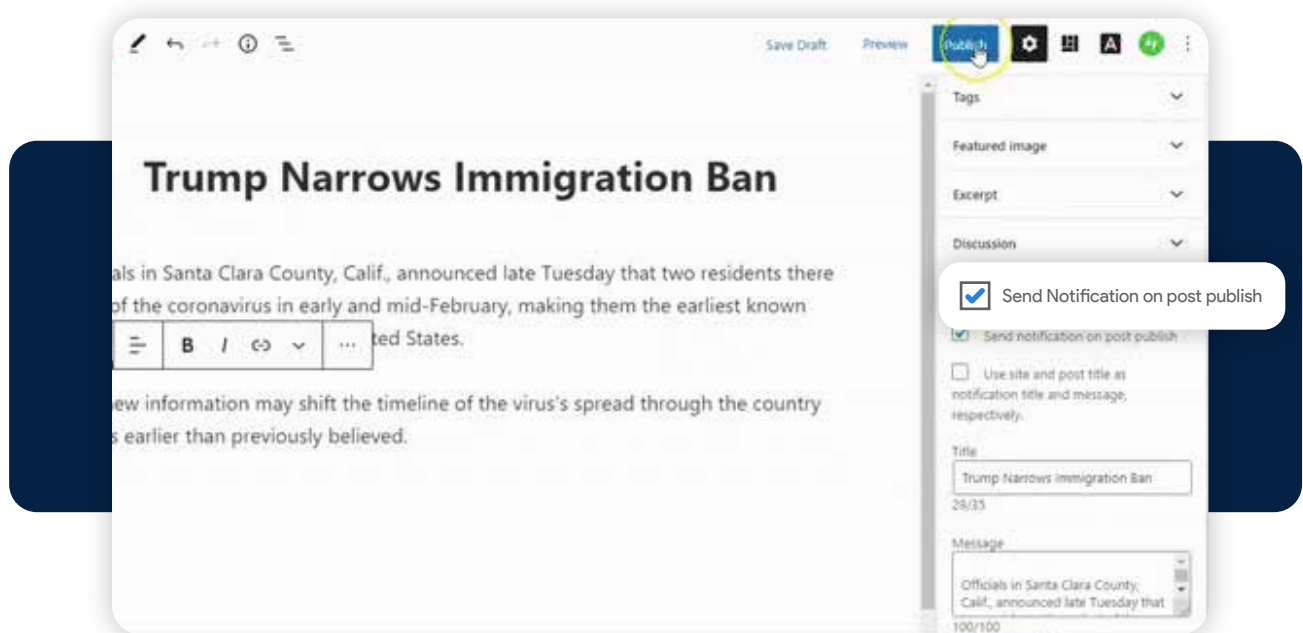 Save Draft Preview Publish
Trump Narrows Immigration Ban
als in Santa Clara County, Calif., announced late Tuesday that two residents there
of the coronavirus in early and mid-February, making them the earliest known
ted States.
B I
ew information may shift the timeline of the virus's spread through the country
s earlier than previously believed.
Tags
Featured image
Excerpt
Discussion
Send Notification on post publish
Send notification on post publish
Use site and post title as
notification title and message,
respectively.
Title
Trump Narrows Immigration Ban
29/35
Message
Officials in Santa Clara County,
Calif., announced late Tuesday that
100/100